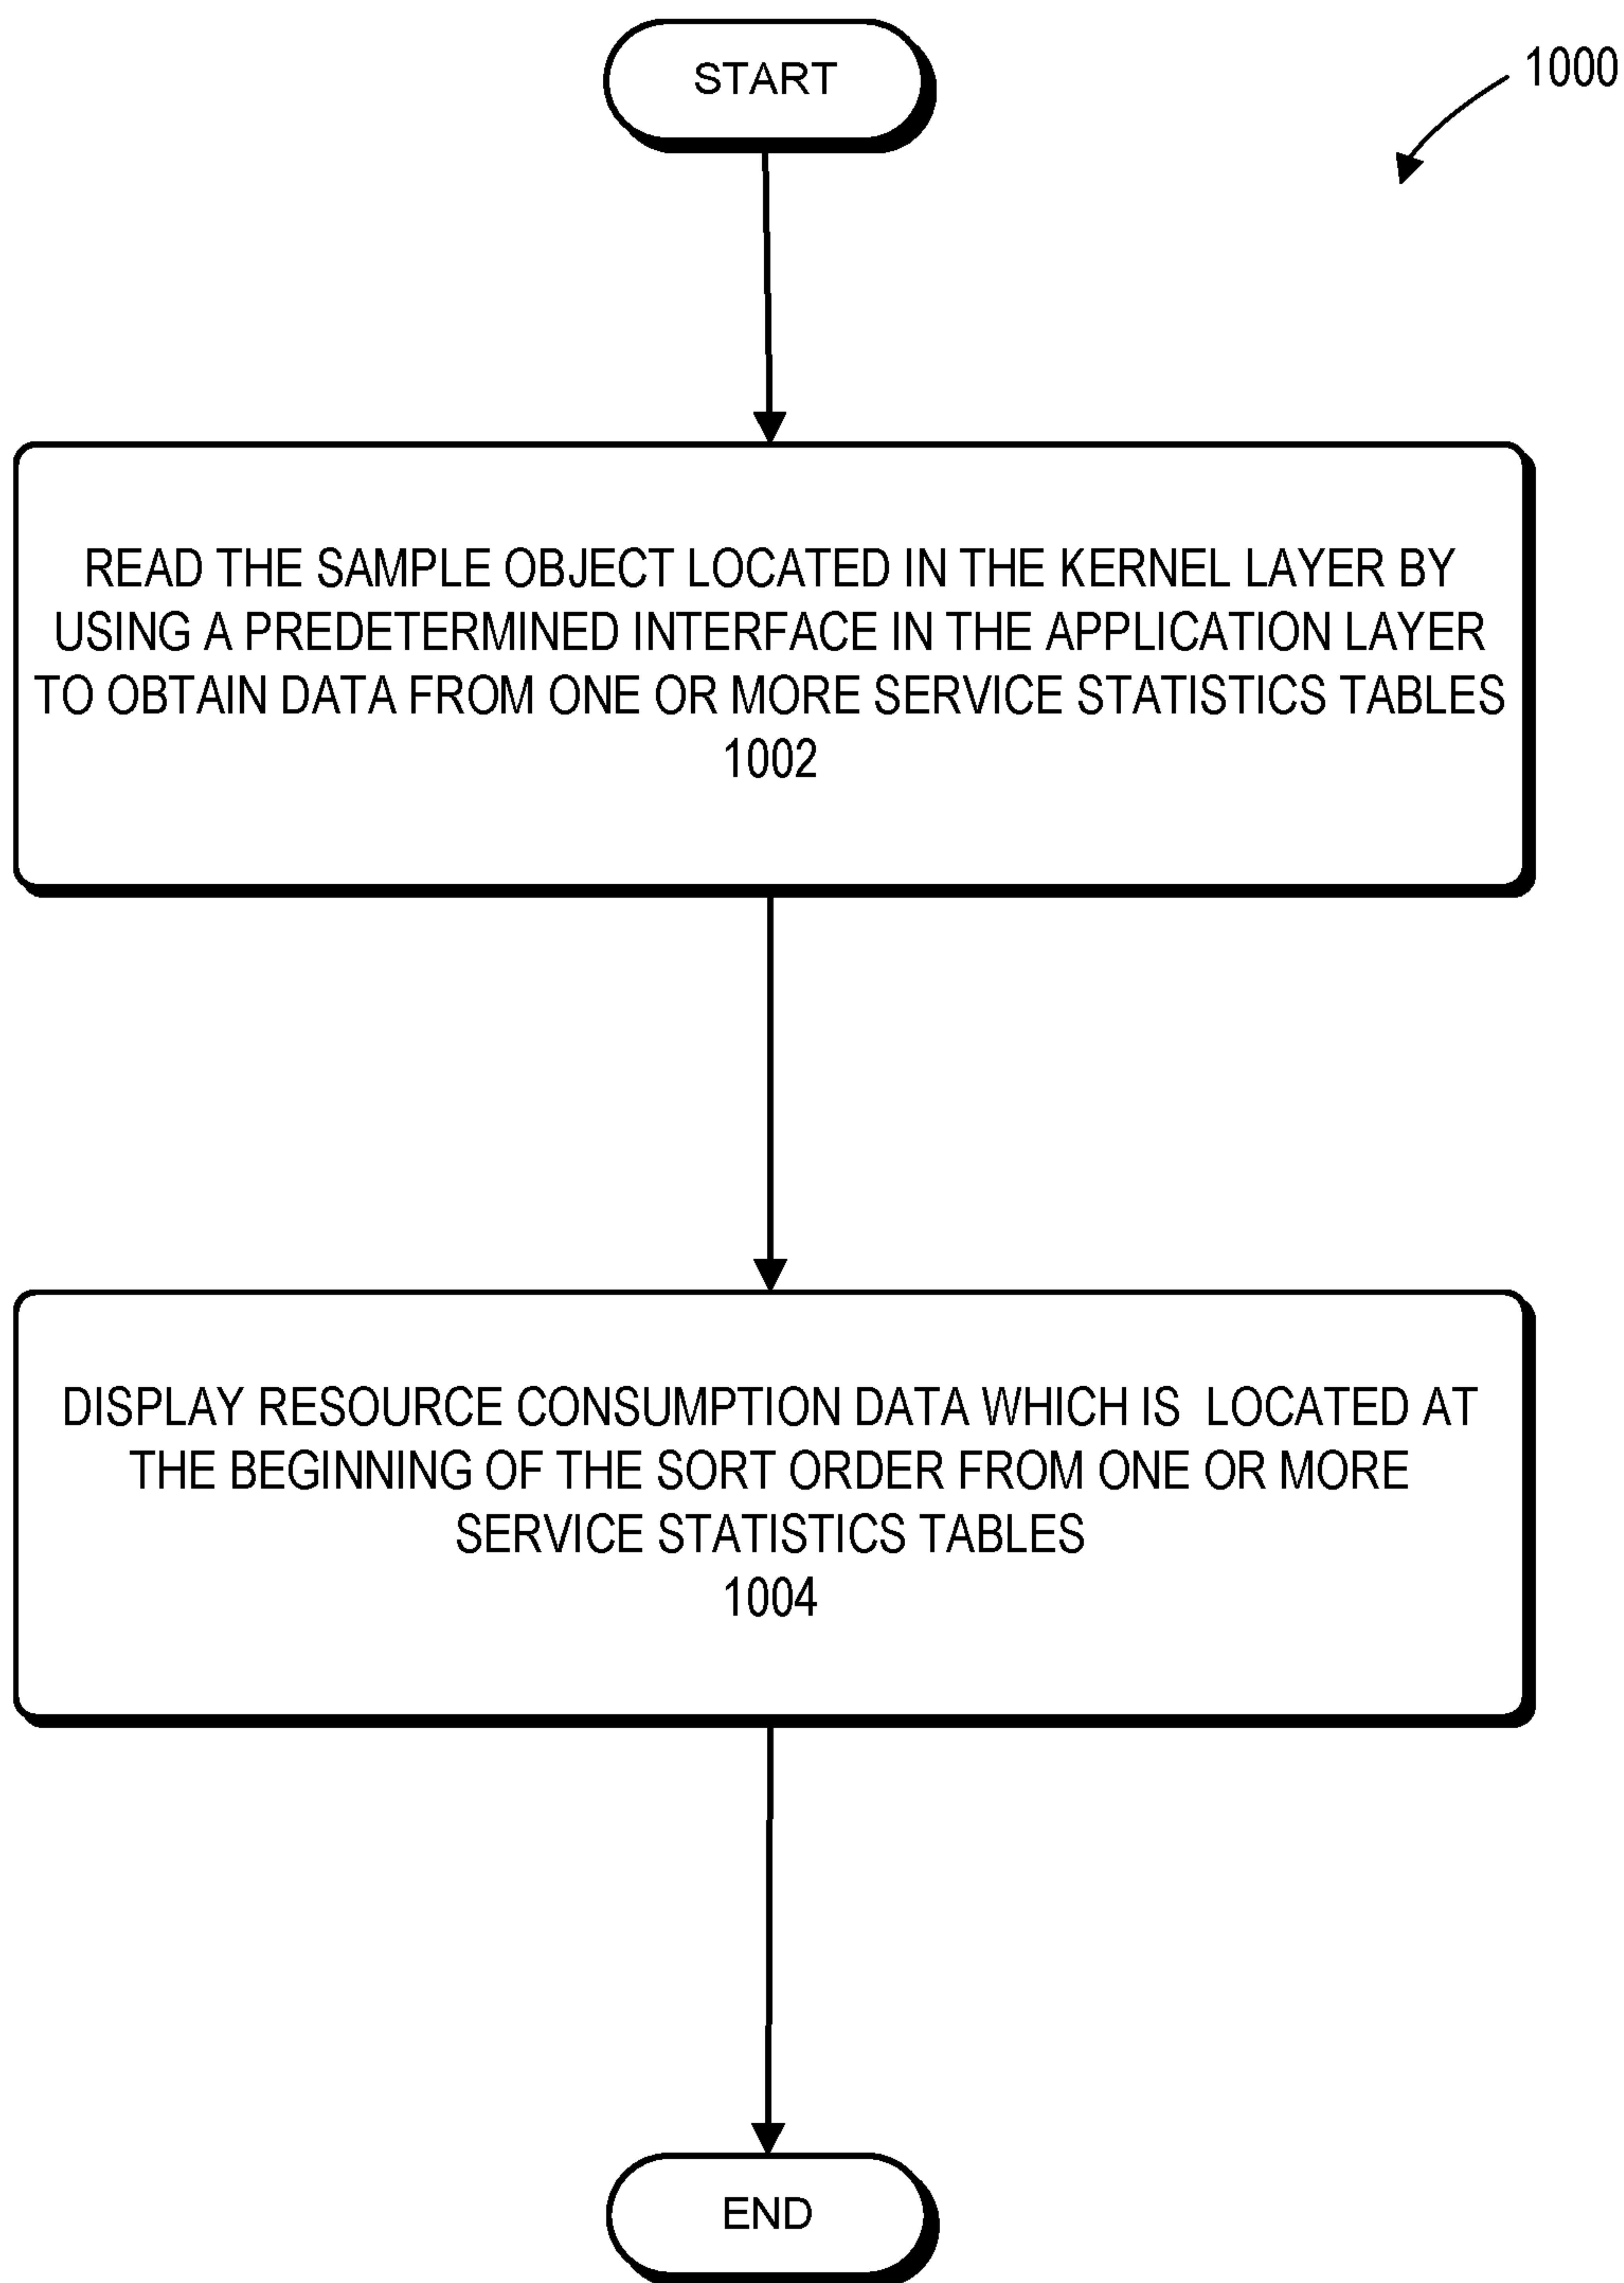 START
1000
READ THE SAMPLE OBJECT LOCATED IN THE KERNEL LAYER BY
USING A PREDETERMINED INTERFACE IN THE APPLICATION LAYER
TO OBTAIN DATA FROM ONE OR MORE SERVICE STATISTICS TABLES
1002
DISPLAY RESOURCE CONSUMPTION DATA WHICH IS LOCATED AT
THE BEGINNING OF THE SORT ORDER FROM ONE OR MORE
SERVICE STATISTICS TABLES
1004
END